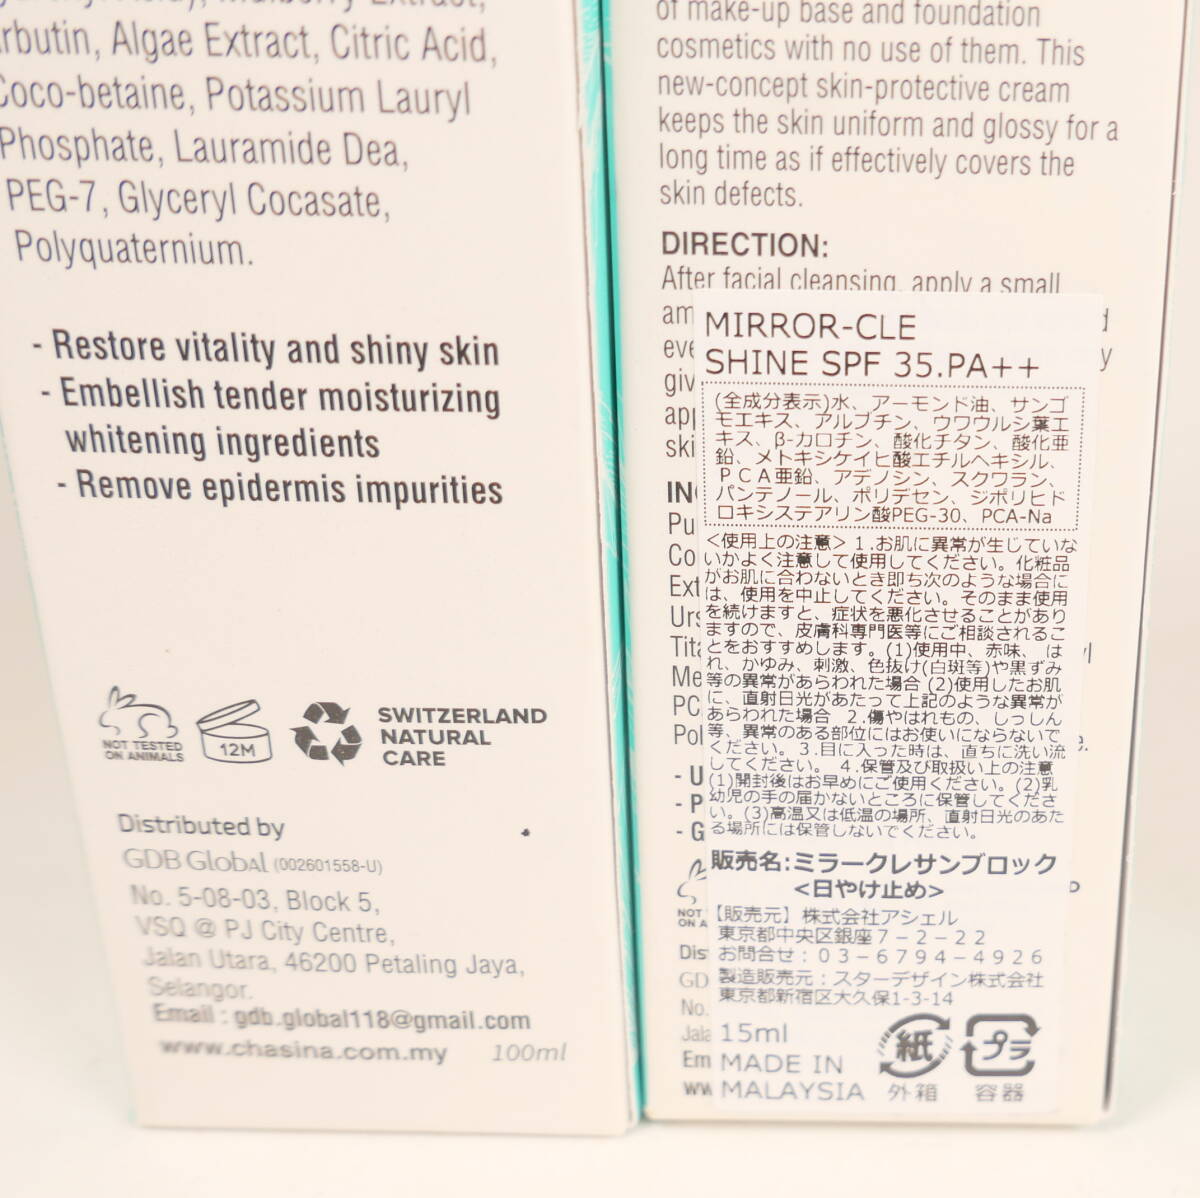 Mulberry Extract,
Algae Extract, Citric Acid,
Coco-betaine, Potassium Lauryl
Phosphate, Lauramide Dea,
PEG-7, Glyceryl Cocasate,
Polyquaternium.
- Restore vitality and shiny skin
- Embellish tender moisturizing
whitening ingredients
- Remove epidermis impurities
NOT TESTED
ON ANIMALS
12M
SWITZERLAND
NATURAL
CARE
Distributed by
GDB Global (002601558-U)
No. 5-08-03, Block 5,
VSQ @ PJ City Centre,
Jalan Utara, 46200 Petaling Jaya,
Selangor.
Email : gdb.global118@gmail.com
www.chasina.com.my 100ml
of make-up base and foundation
cosmetics with no use of them. This
new-concept skin-protective cream
keeps the skin uniform and glossy for a
long time as if effectively covers the
skin defects.
DIRECTION:
After facial cleansing, apply a small
MIRROR-CLE
SHINE SPF 35.PA++
(全成分表示)水、アーモンド油、サンゴ
モエキス、アルブチン、ウワウルシ葉エ
キス、β-カロチン、酸化チタン、酸化亜
鉛、メトキシケイヒ酸エチルヘキシル、
ＰＣＡ亜鉛、アデノシン、スクワラン、
パンテノール、ポリデセン、ジポリヒド
ロキシステアリン酸PEG-30、PCA-Na
＜使用上の注意＞１.お肌に異常が生じていな
いかよく注意して使用してください。化粧品
がお肌に合わないとき即ち次のような場合に
は、使用を中止してください。そのまま使用
を続けますと、症状を悪化させることがあり
ますので、皮膚科専門医等にご相談されるこ
とをおすすめします。(1)使用中、赤味、 は
れ、かゆみ、刺激、色抜け(白斑等)や黒ずみ
等の異常があらわれた場合 (2)使用したお肌
に、直射日光があたって上記のような異常が
あらわれた場合 ２.傷やはれもの、しっしん
等、異常のある部位にはお使いにならないで
ください。３.目に入った時は、直ちに洗い流
してください。 ４.保管及び取扱い上の注意
(1)開封後はお早めにご使用ください。(2)乳
幼児の手の届かないところに保管してくださ
い。(3)高温又は低温の場所、直射日光のあた
る場所には保管しないでください。
販売名:ミラークレサンブロック
<日やけ止め>
【販売元】株式会社アシェル
東京都中央区銀座７－２－２２
お問合せ：０３－６７９４－４９２６
製造販売元：スターデザイン株式会社
東京都新宿区大久保1-3-14
15ml
MADE IN
MALAYSIA
紙
外箱
プラ
容器